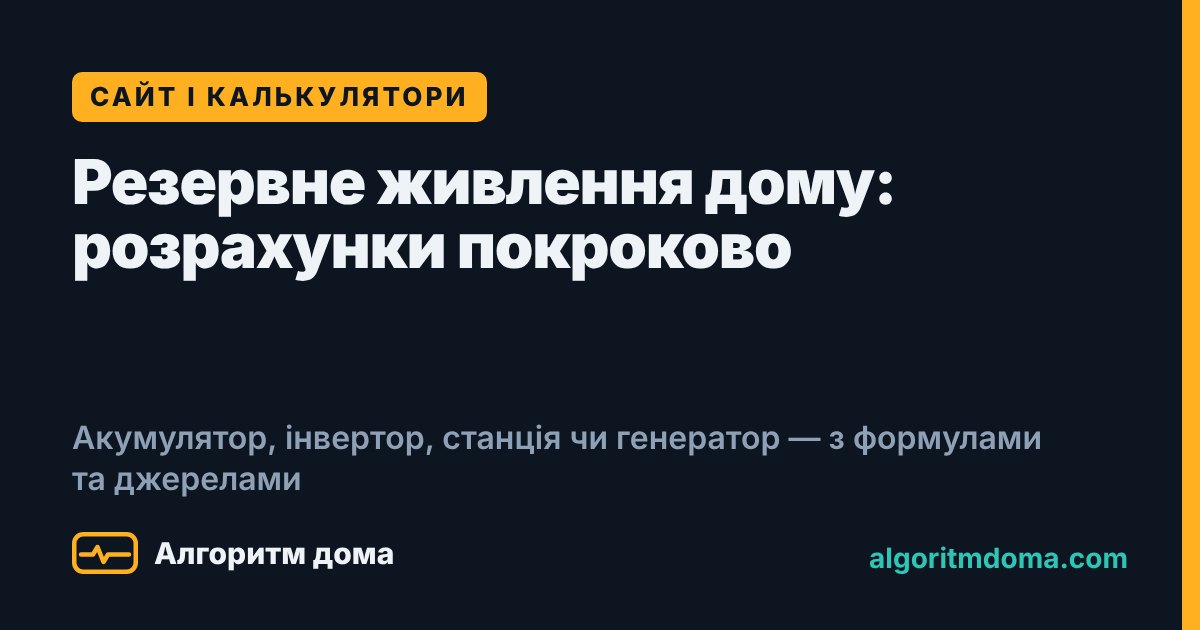 САЙТ І КАЛЬКУЛЯТОРИ
Резервне живлення дому:
розрахунки покроково
Акумулятор, інвертор, станція чи генератор — з формулами
та джерелами
Алгоритм дома
algoritmdoma.com